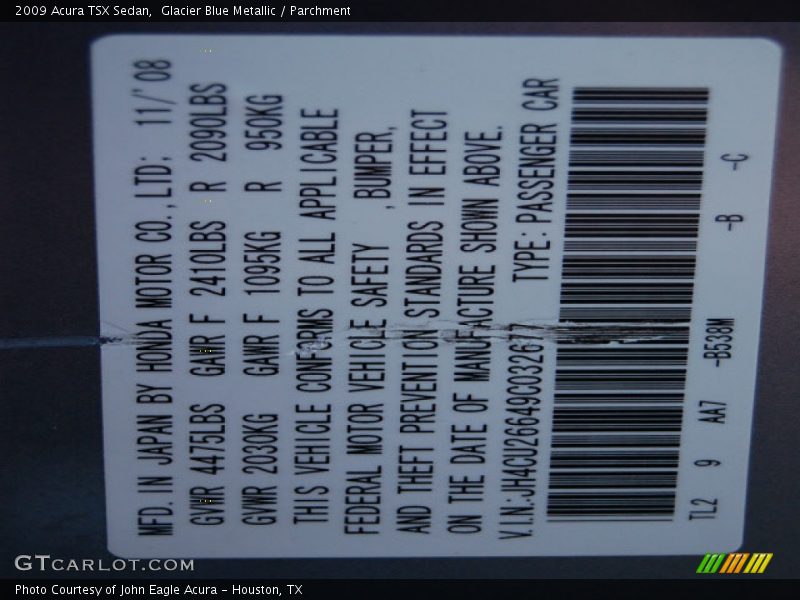 2009 Acura TSX Sedan,  Glacier Blue Metallic / Parchment
MFD. IN JAPAN BY HONDA MOTOR CO.,LTD; 11/'08
GVWR 4475LBS GAWR F 2410LBS R 2090LBS
GVWR 2030KG GAWR F 1095KG R 950KG
THIS VEHICLE CONFORMS TO ALL APPLICABLE
FEDERAL MOTOR VEHICLE SAFETY ,BUMPER,
AND THEFT PREVENTION STANDARDS IN EFFECT
ON THE DATE OF MANUFACTURE SHOWN ABOVE.
V.I.N.: TYPE:PASSENGER CAR
TL2 9 AA7 -B538M -B -C
GTCARLOT.COM
Photo Courtesy of John Eagle Acura - Houston, TX